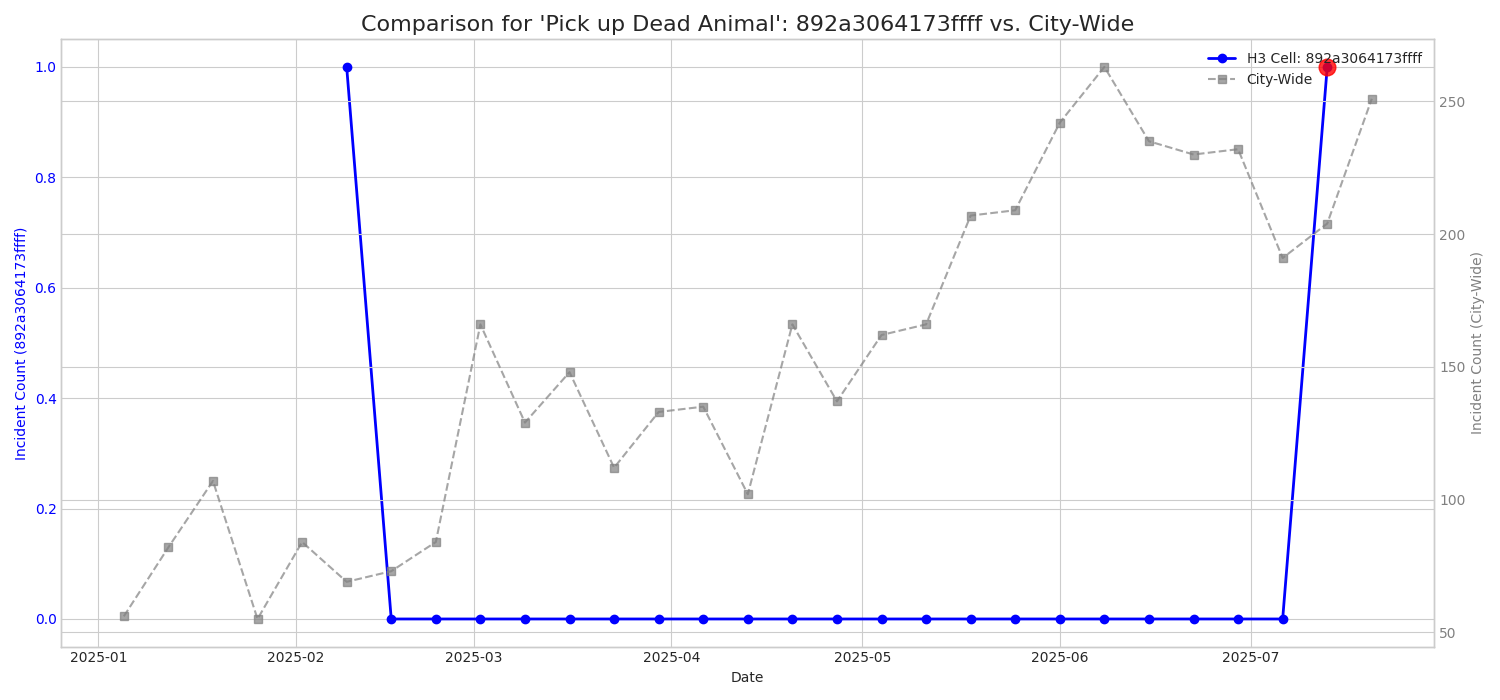 Comparison for 'Pick up Dead Animal': 892a3064173ffff vs. City-Wide
H3 Cell: 892a3064173ffff
City-Wide
Incident Count (892a3064173ffff)
1.0
0.8
0.6
0.4
0.2
0.0
250
200
150
100
50
Incident Count (City-Wide)
2025-01 2025-02 2025-03 2025-04 2025-05 2025-06 2025-07
Date